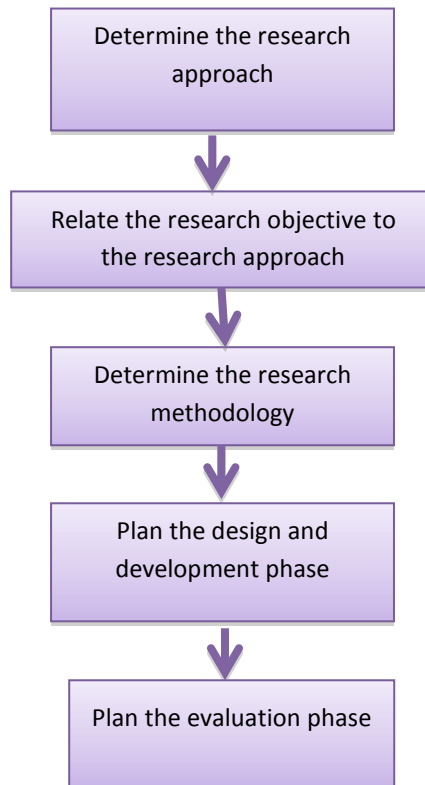 Determine the research
approach
Relate the research objective to
the research approach
Determine the research
methodology
Plan the design and
development phase
Plan the evaluation phase